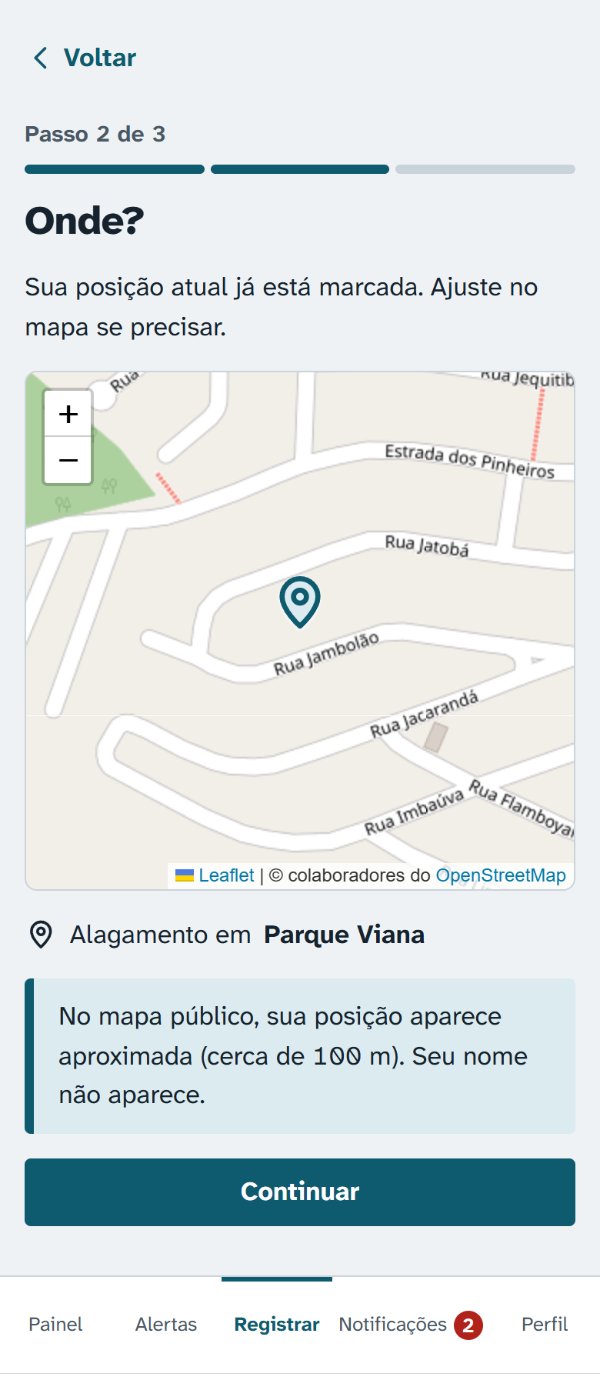 Voltar
Passo 2 de 3
Onde?
Sua posição atual já está marcada. Ajuste no
mapa se precisar.
Rua
Rua Jequitib
+
−
Estrada dos Pinheiros
Rua Jatobá
Rua Jambolão
Rua Jacarandá
Rua Imbaúva
Rua Flamboya
Leaflet | © colaboradores do OpenStreetMap
Alagamento em Parque Viana
No mapa público, sua posição aparece
aproximada (cerca de 100 m). Seu nome
não aparece.
Continuar
Painel Alertas Registrar Notificações 2 Perfil